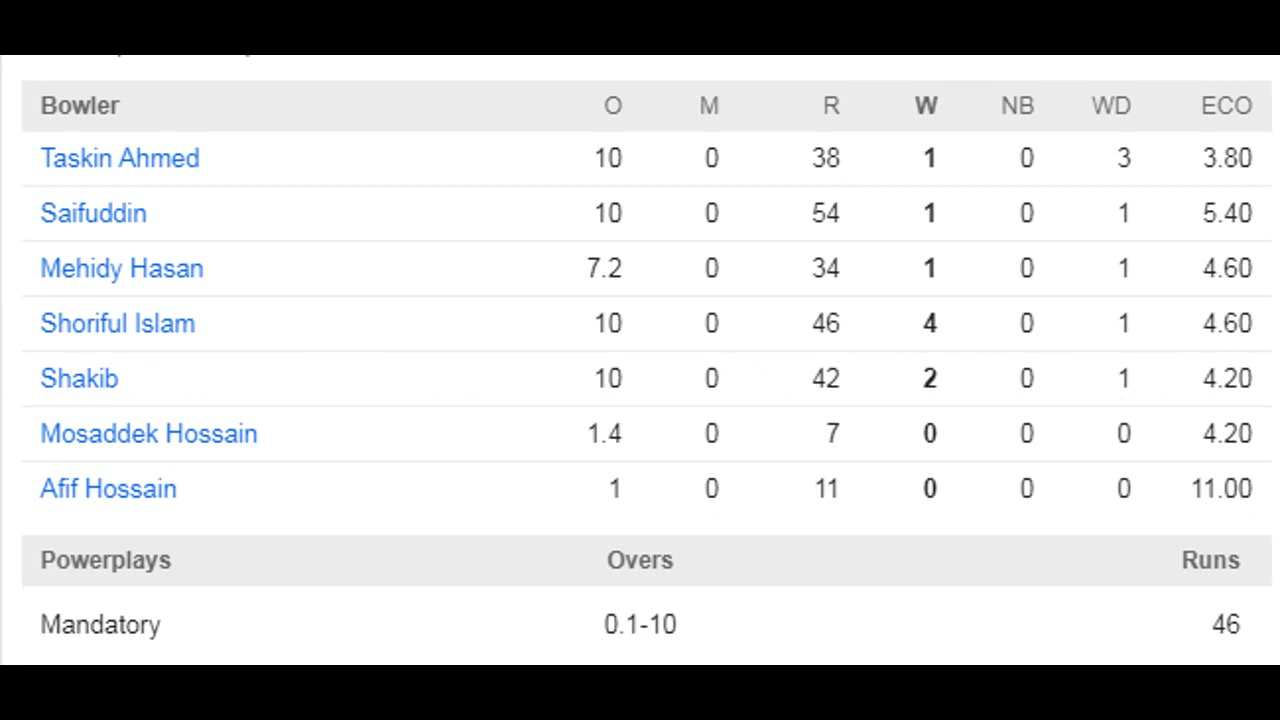 Bowler O M R W NB WD ECO
Taskin Ahmed 10 0 38 1 0 3 3.80
Saifuddin 10 0 54 1 0 1 5.40
Mehidy Hasan 7.2 0 34 1 0 1 4.60
Shoriful Islam 10 0 46 4 0 1 4.60
Shakib 10 0 42 2 0 1 4.20
Mosaddek Hossain 1.4 0 7 0 0 0 4.20
Afif Hossain 1 0 11 0 0 0 11.00
Powerplays Overs Runs
Mandatory 0.1-10 46